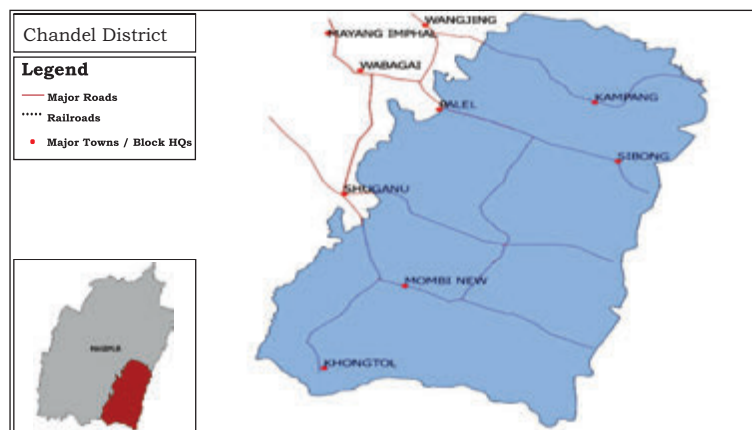 Chandel District
Legend
Major Roads
Railroads
Major Towns / Block HQs
WANGJING
MAYANG IMPHAL
WABAGAI
KAMPANG
PALEL
SIBONG
SHUGANU
MOMBI NEW
KHONGTOL
MANIPUR